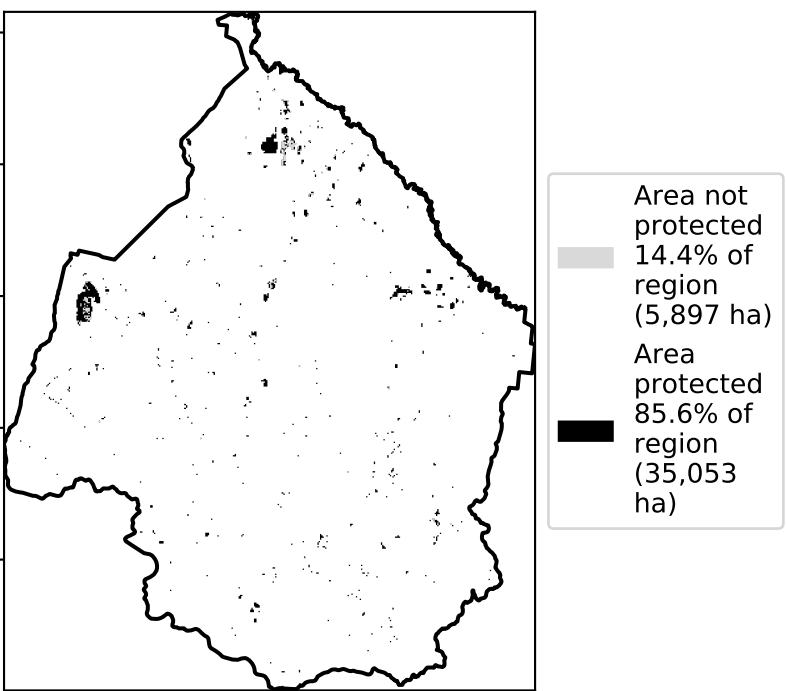 Area not
protected
14.4% of
region
(5,897 ha)
Area
protected
85.6% of
region
(35,053
ha)